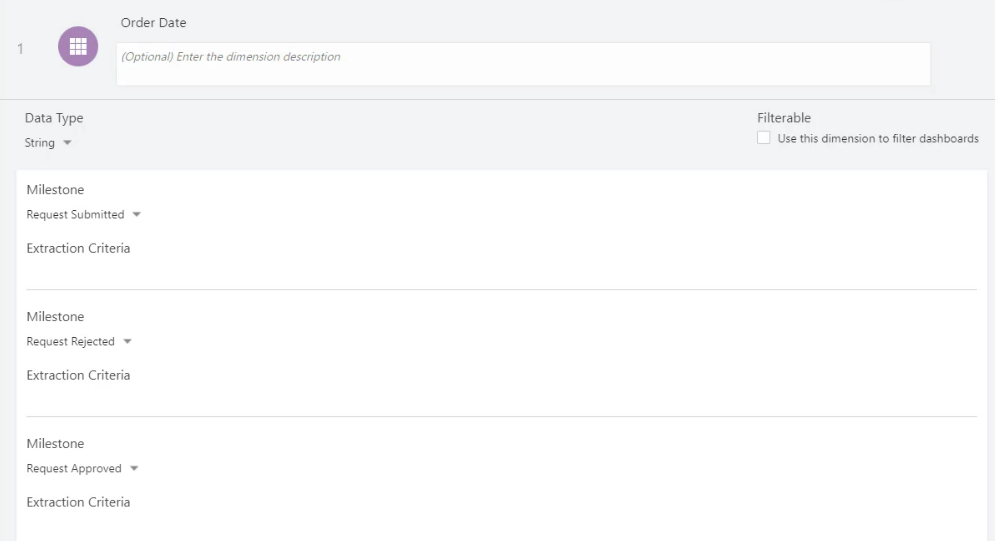 Order Date
1
(Optional) Enter the dimension description
Data Type
Filterable
String
Use this dimension to filter dashboards
Milestone
Request Submitted
Extraction Criteria
Milestone
Request Rejected
Extraction Criteria
Milestone
Request Approved
Extraction Criteria